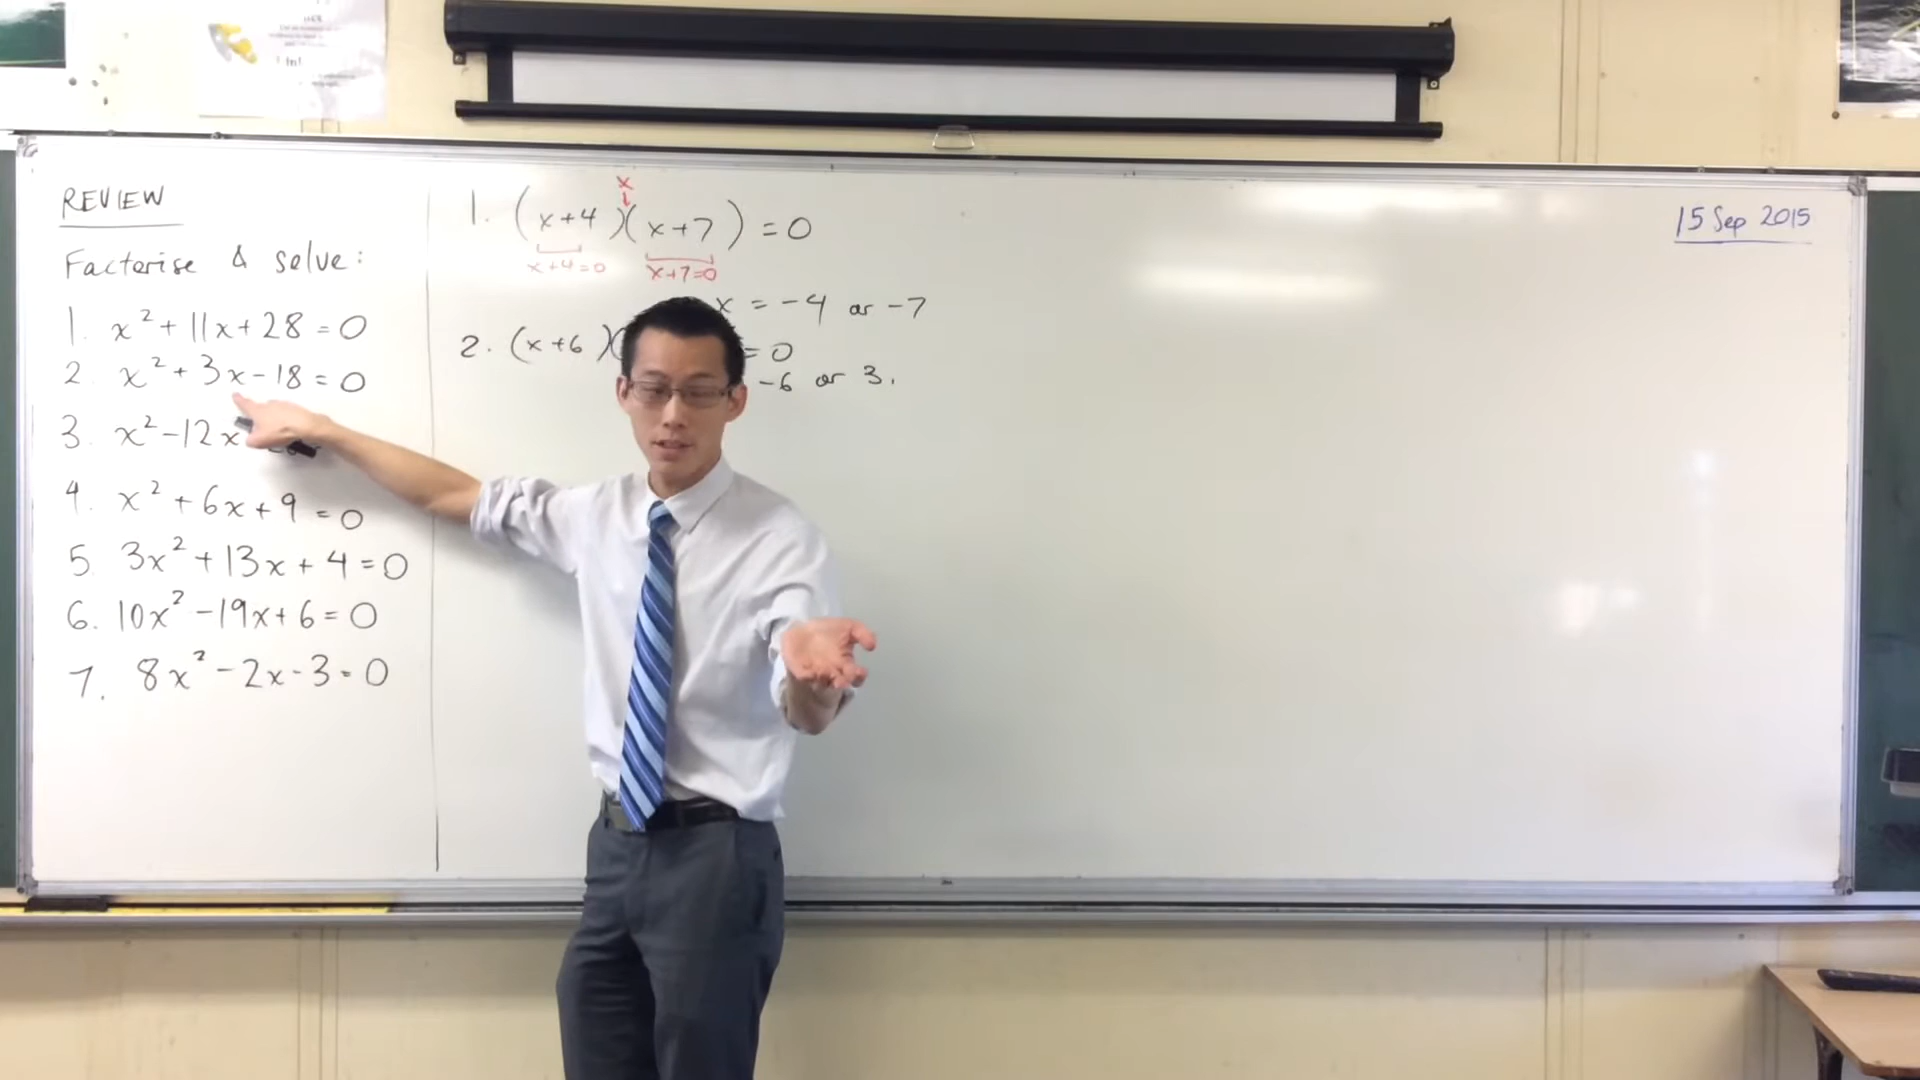 REVIEW
Factorise & solve:
1. x² + 11x + 28 = 0
2. x² + 3x - 18 = 0
3. x² - 12x
4. x² + 6x + 9 = 0
5. 3x² + 13x + 4 = 0
6. 10x² - 19x + 6 = 0
7. 8x² - 2x - 3 = 0
x
1. (x+4)(x+7) = 0
x+4=0 x+7=0
x = -4 or -7
2. (x+6)( = 0
-6 or 3.
15 Sep 2015